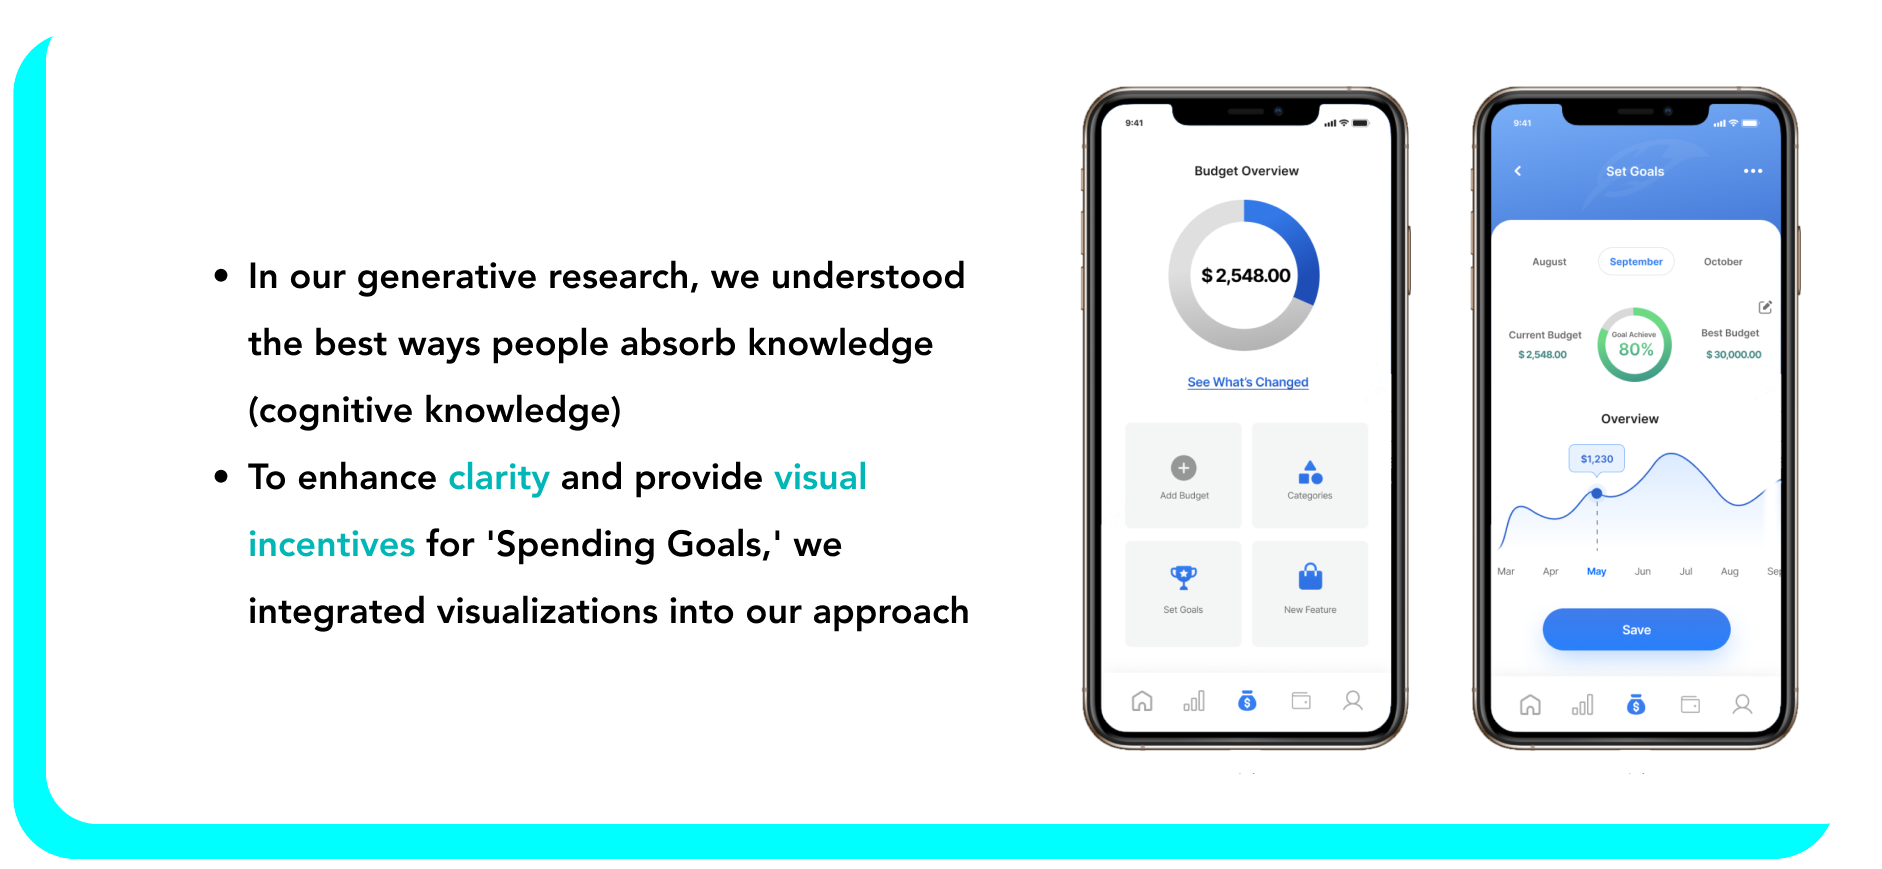 • In our generative research, we understood
the best ways people absorb knowledge
(cognitive knowledge)
• To enhance clarity and provide visual
incentives for 'Spending Goals,' we
integrated visualizations into our approach
9:41
Budget Overview
$ 2,548.00
See What's Changed
Add Budget
Categories
Set Goals
New Feature
9:41
Set Goals
August
September
October
Current Budget
$ 2,548.00
Goal Achieve
80%
Best Budget
$ 30,000.00
Overview
$1,230
Mar Apr May Jun Jul Aug Sep
Save